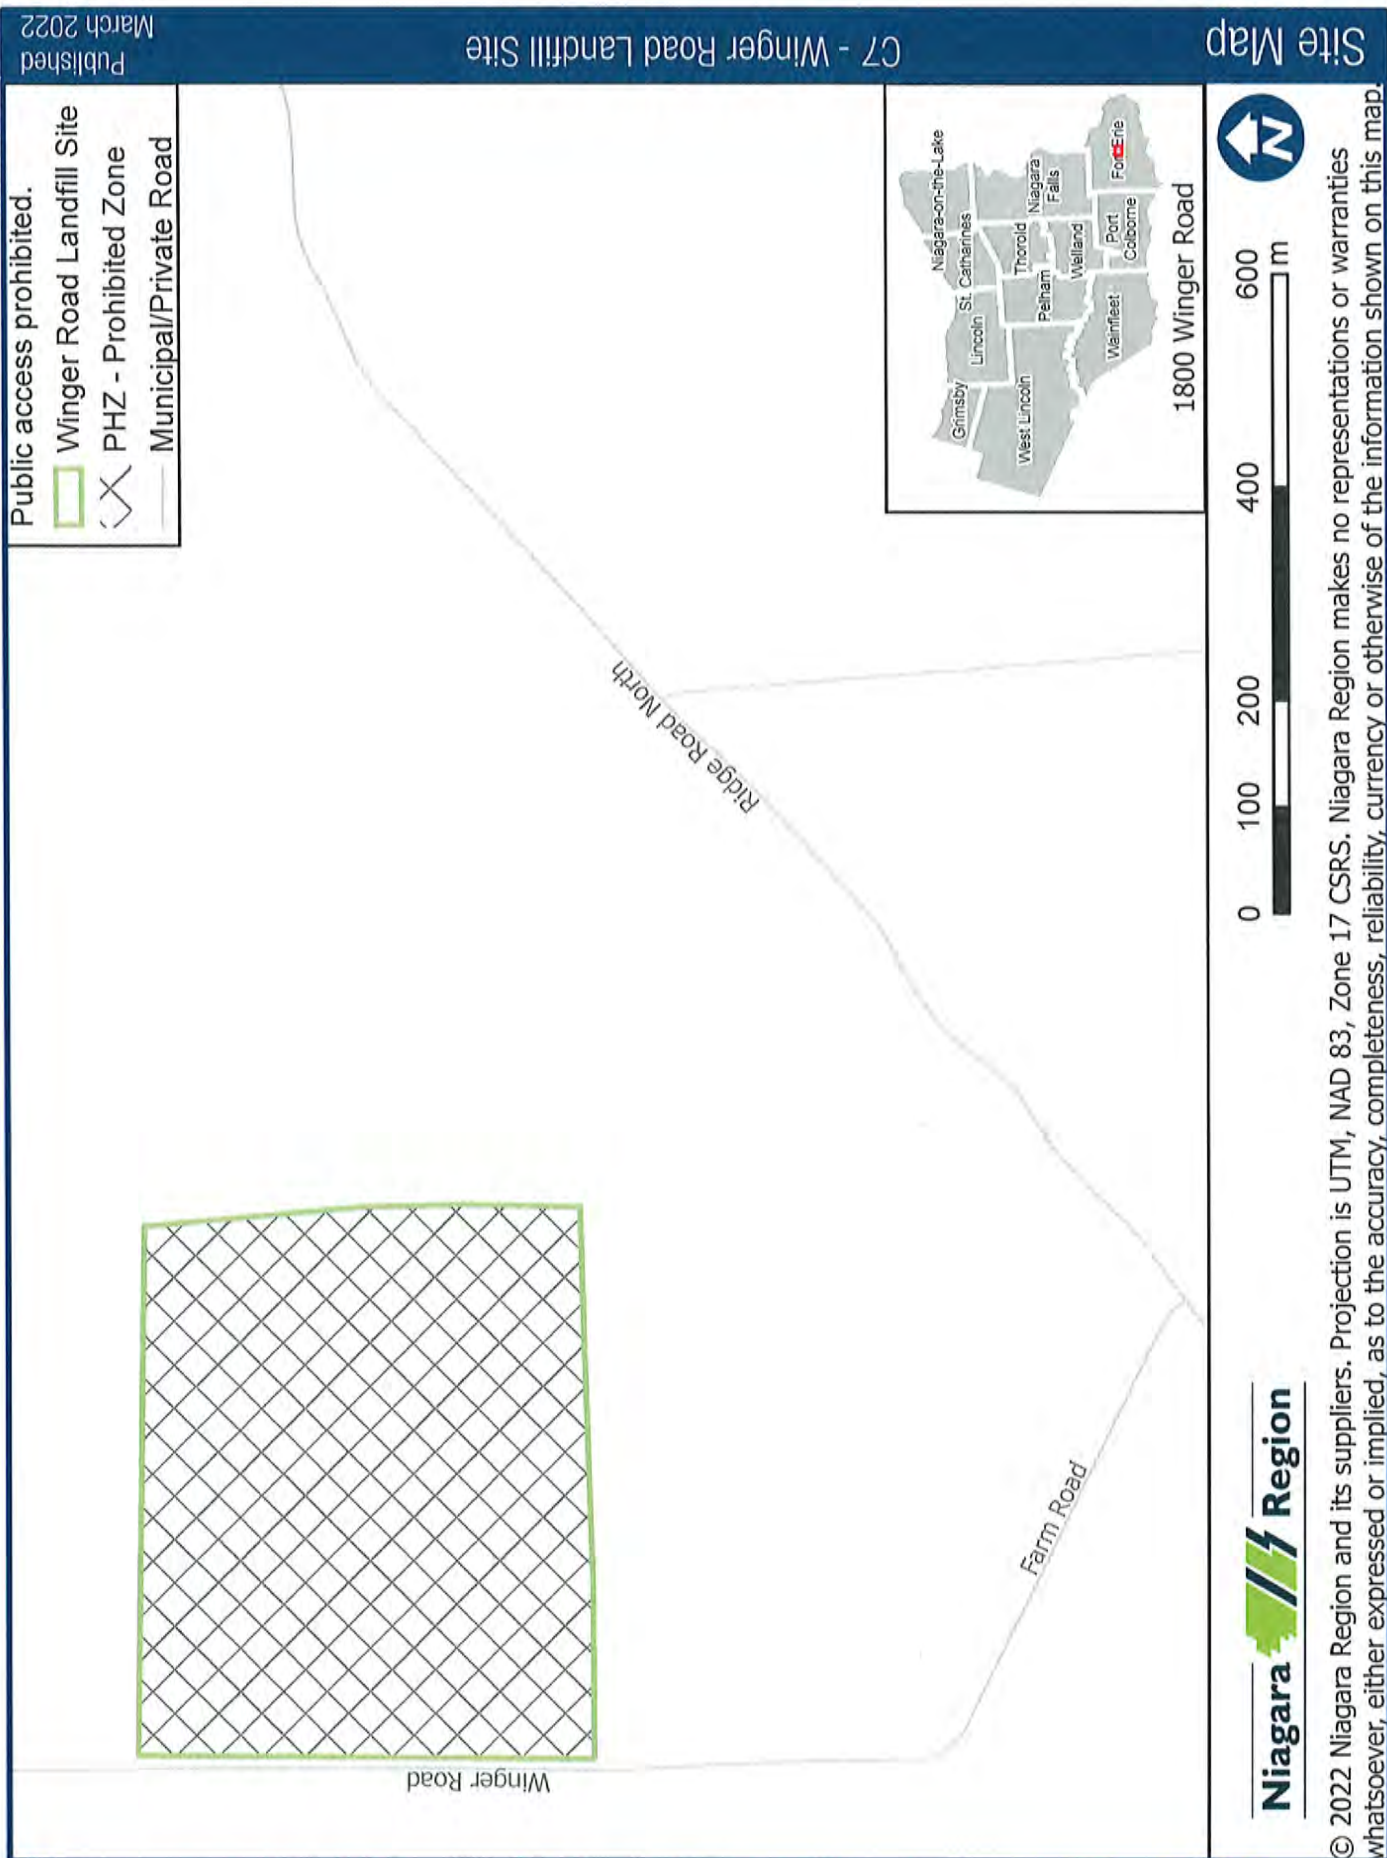 Public access prohibited.
Winger Road Landfill Site
PHZ - Prohibited Zone
Municipal/Private Road
Winger Road
Ridge Road North
Farm Road
Grimsby
Lincoln
West Lincoln
St. Catharines
Niagara-on-the-Lake
Thorold
Pelham
Niagara
Falls
Welland
Wainfleet
Port
Colborne
Fort Erie
1800 Winger Road
Niagara Region
0 100 200 400 600
m
N
© 2022 Niagara Region and its suppliers. Projection is UTM, NAD 83, Zone 17 CSRS. Niagara Region makes no representations or warranties
whatsoever, either expressed or implied, as to the accuracy, completeness, reliability, currency or otherwise of the information shown on this map.
Site Map
C7 - Winger Road Landfill Site
Published
March 2022